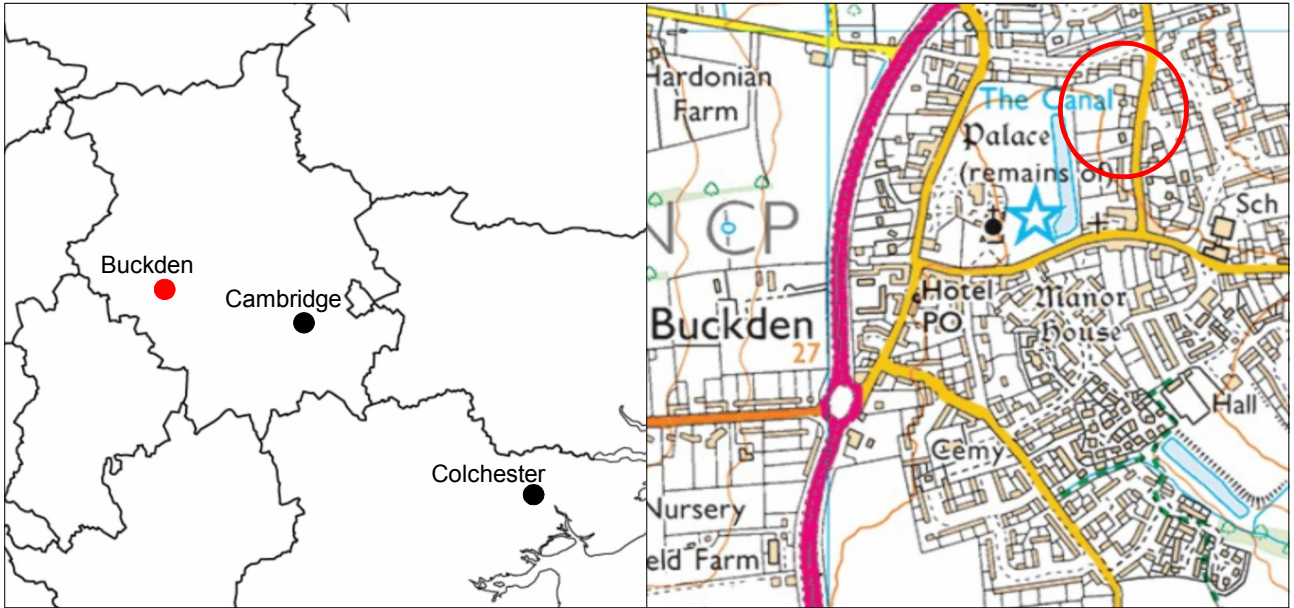 Buckden
Cambridge
Colchester
Hardonian
Farm
The Canal
Palace
(remains of)
N CP
Sch
Hotel
PO
Manor
House
Buckden
27
Hall
Cemy
Nursery
eld Farm